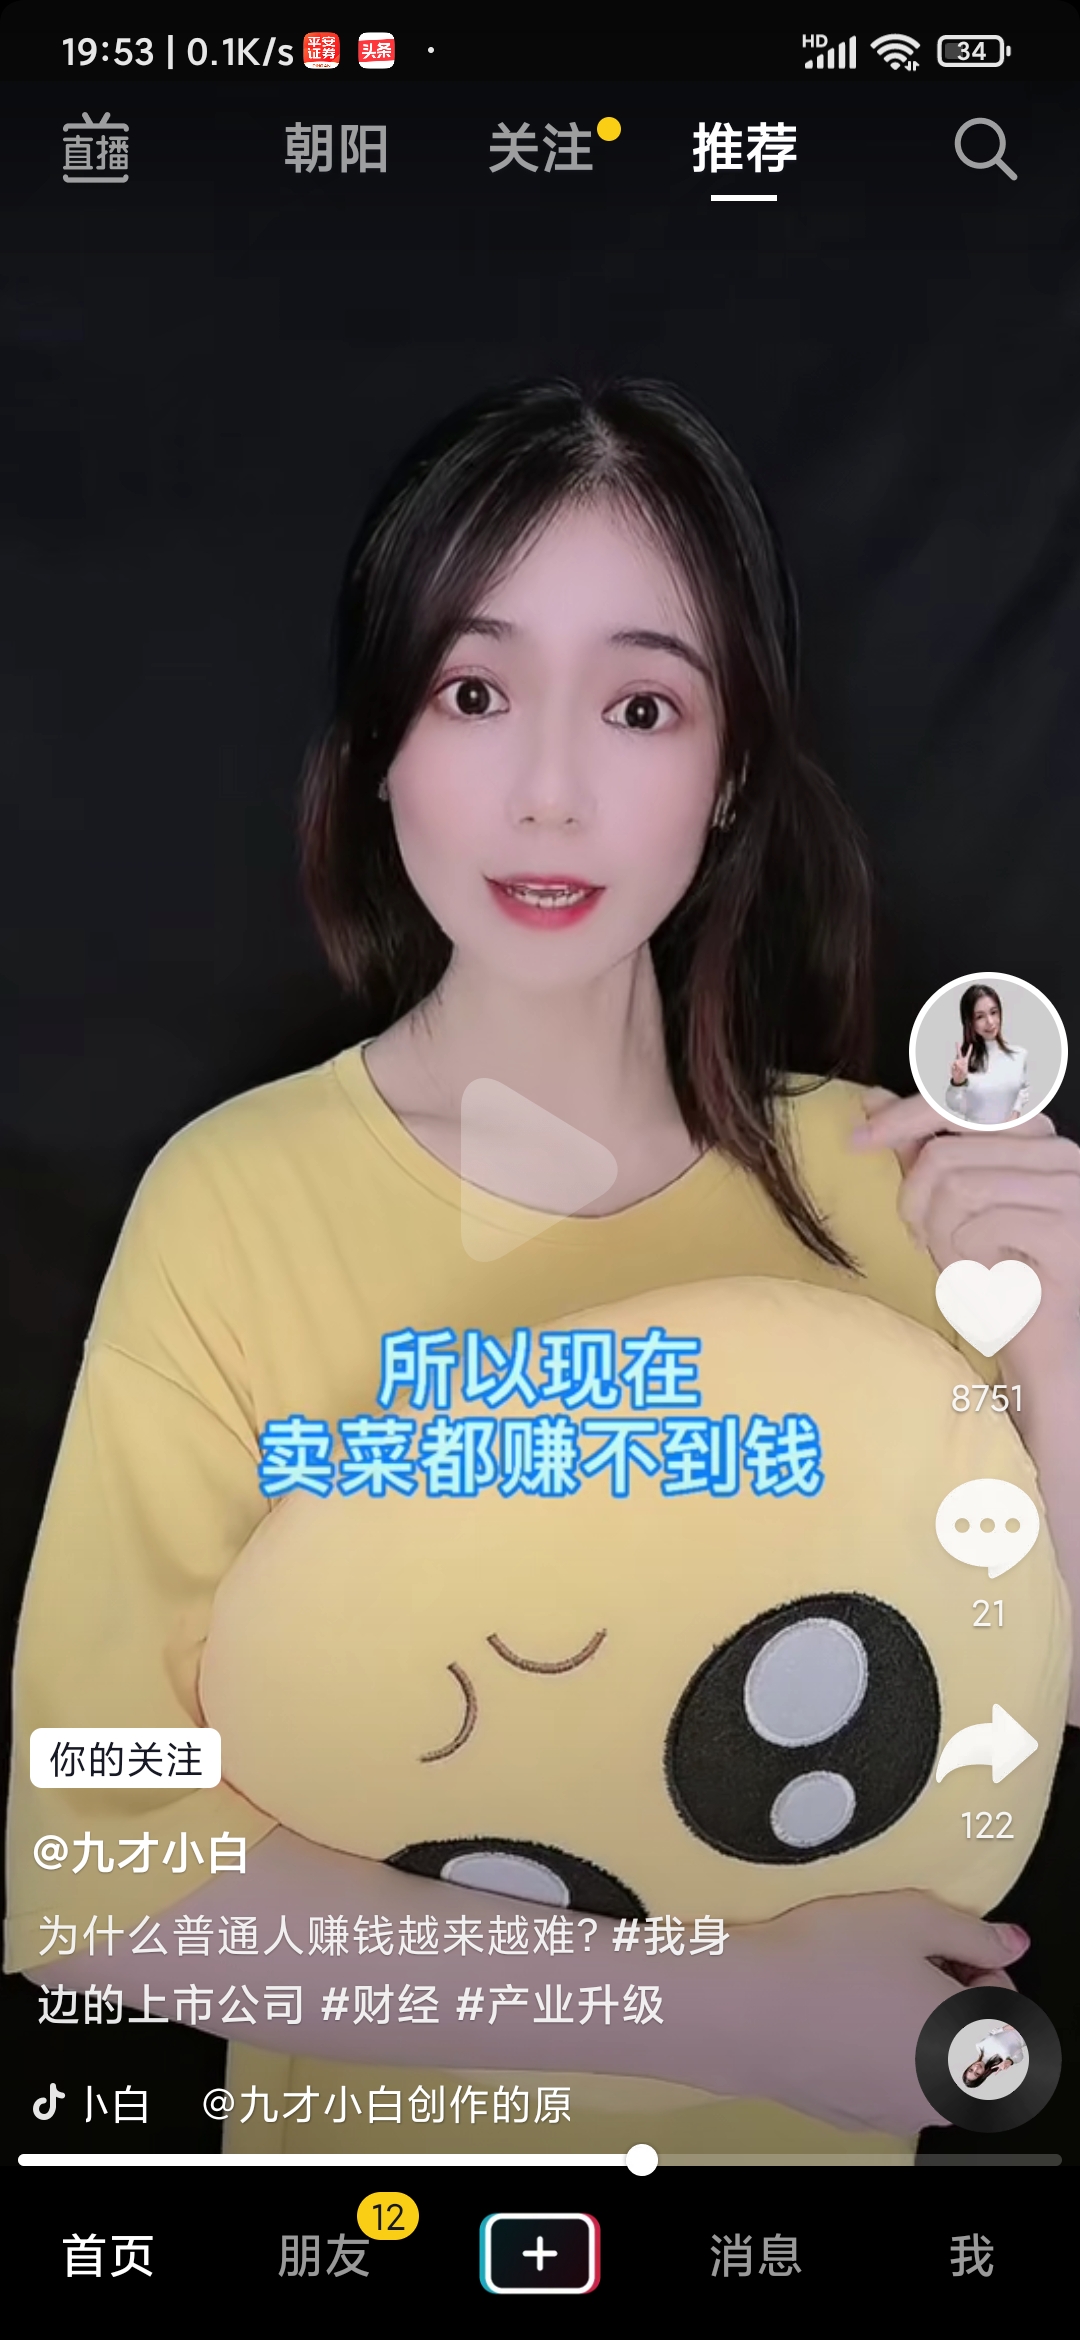 19:53 | 0.1K/s 平安证券 头条
HD 34
直播 朝阳 关注 推荐
所以现在
卖菜都赚不到钱
8751
21
122
你的关注
@九才小白
为什么普通人赚钱越来越难? #我身
边的上市公司 #财经 #产业升级
小白 @九才小白创作的原
首页 朋友 12 消息 我